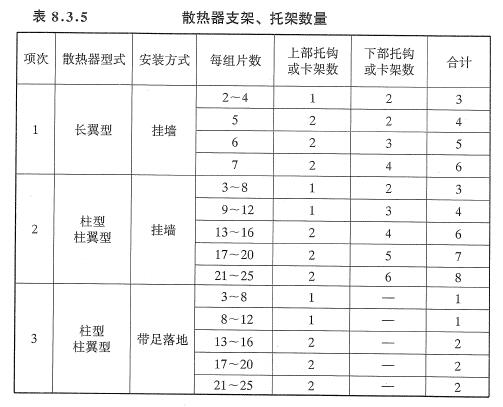 表 8.3.5 散热器支架、托架数量
项次 散热器型式 安装方式 每组片数 上部托钩或卡架数 下部托钩或卡架数 合计
1 长翼型 挂墙 2～4 1 2 3
5 2 2 4
6 2 3 5
7 2 4 6
2 柱型 柱翼型 挂墙 3～8 1 2 3
9～12 1 3 4
13～16 2 4 6
17～20 2 5 7
21～25 2 6 8
3 柱型 柱翼型 带足落地 3～8 1 — 1
8～12 1 — 1
13～16 2 — 2
17～20 2 — 2
21～25 2 — 2